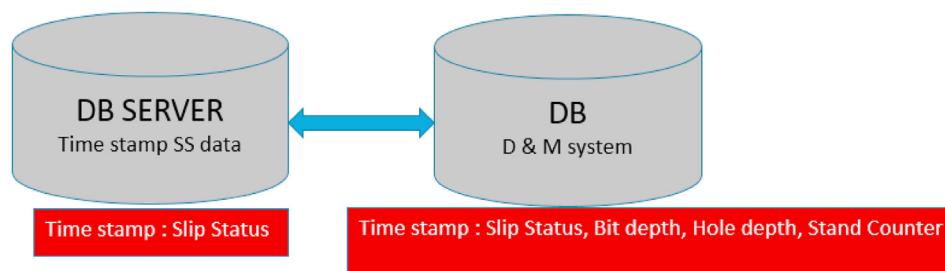 DB SERVER
Time stamp SS data
DB
D & M system
Time stamp : Slip Status
Time stamp : Slip Status, Bit depth, Hole depth, Stand Counter